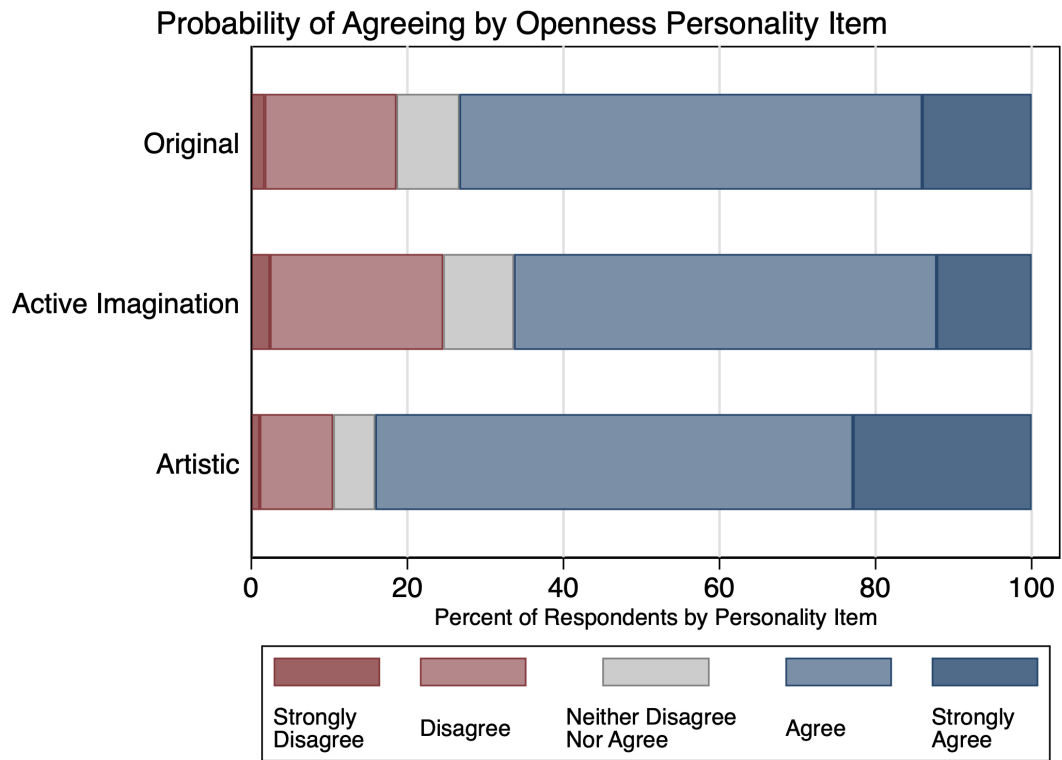 Probability of Agreeing by Openness Personality Item
Original
Active Imagination
Artistic
0 20 40 60 80 100
Percent of Respondents by Personality Item
Strongly
Disagree
Disagree
Neither Disagree
Nor Agree
Agree
Strongly
Agree